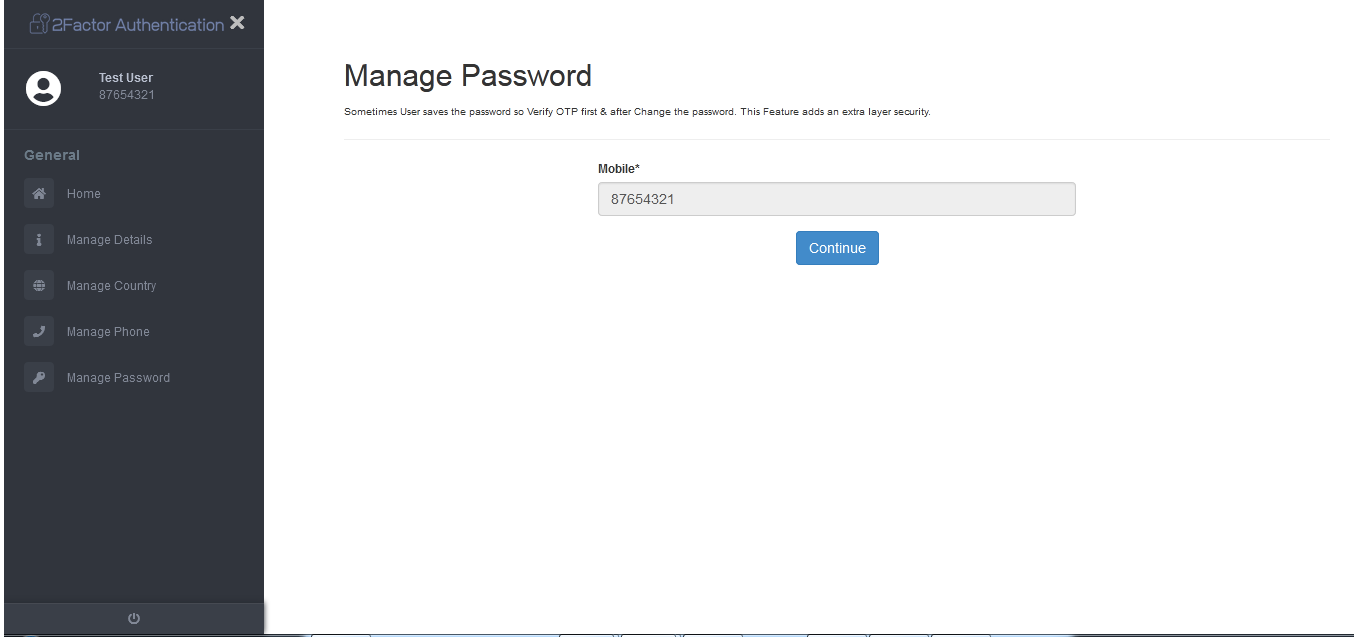 2Factor Authentication
Test User
87654321
General
Home
Manage Details
Manage Country
Manage Phone
Manage Password
Manage Password
Sometimes User saves the password so Verify OTP first & after Change the password. This Feature adds an extra layer security.
Mobile*
87654321
Continue